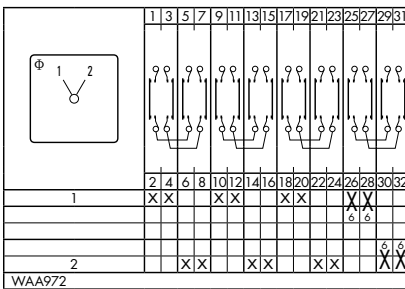 1 3 5 7 9 11 13 15 17 19 21 23 25 27 29 31
Φ
1 2
2 4 6 8 10 12 14 16 18 20 22 24 26 28 30 32
1 X X X X X X X X
6 6
6 6
2 X X X X X X X X
WAA972